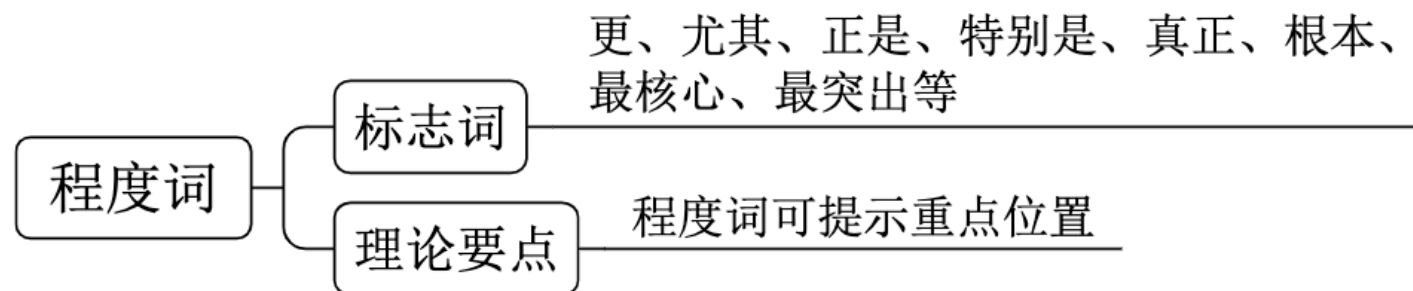 更、尤其、正是、特别是、真正、根本、
最核心、最突出等
标志词
程度词
程度词可提示重点位置
理论要点